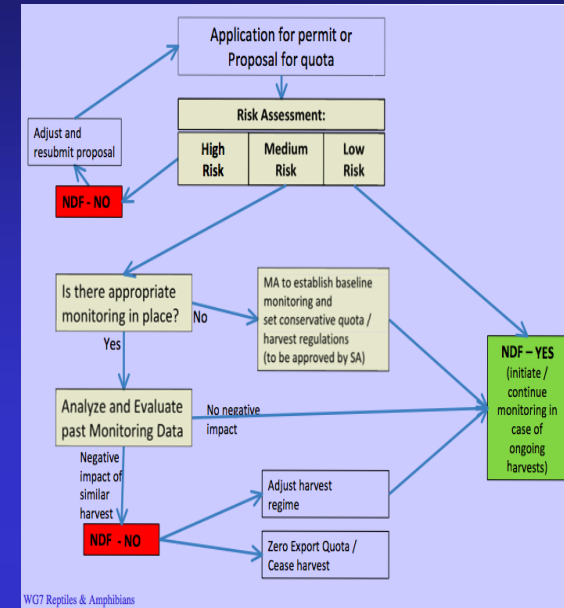 Application for permit or
Proposal for quota
Risk Assessment:
High
Risk
Medium
Risk
Low
Risk
Adjust and
resubmit proposal
NDF - NO
Is there appropriate
monitoring in place?
No
Yes
MA to establish baseline
monitoring and
set conservative quota /
harvest regulations
(to be approved by SA)
NDF – YES
(initiate /
continue
monitoring in
case of
ongoing
harvests)
Analyze and Evaluate
past Monitoring Data
No negative
impact
Negative
impact of
similar
harvest
NDF - NO
Adjust harvest
regime
Zero Export Quota /
Cease harvest
WG7 Reptiles & Amphibians